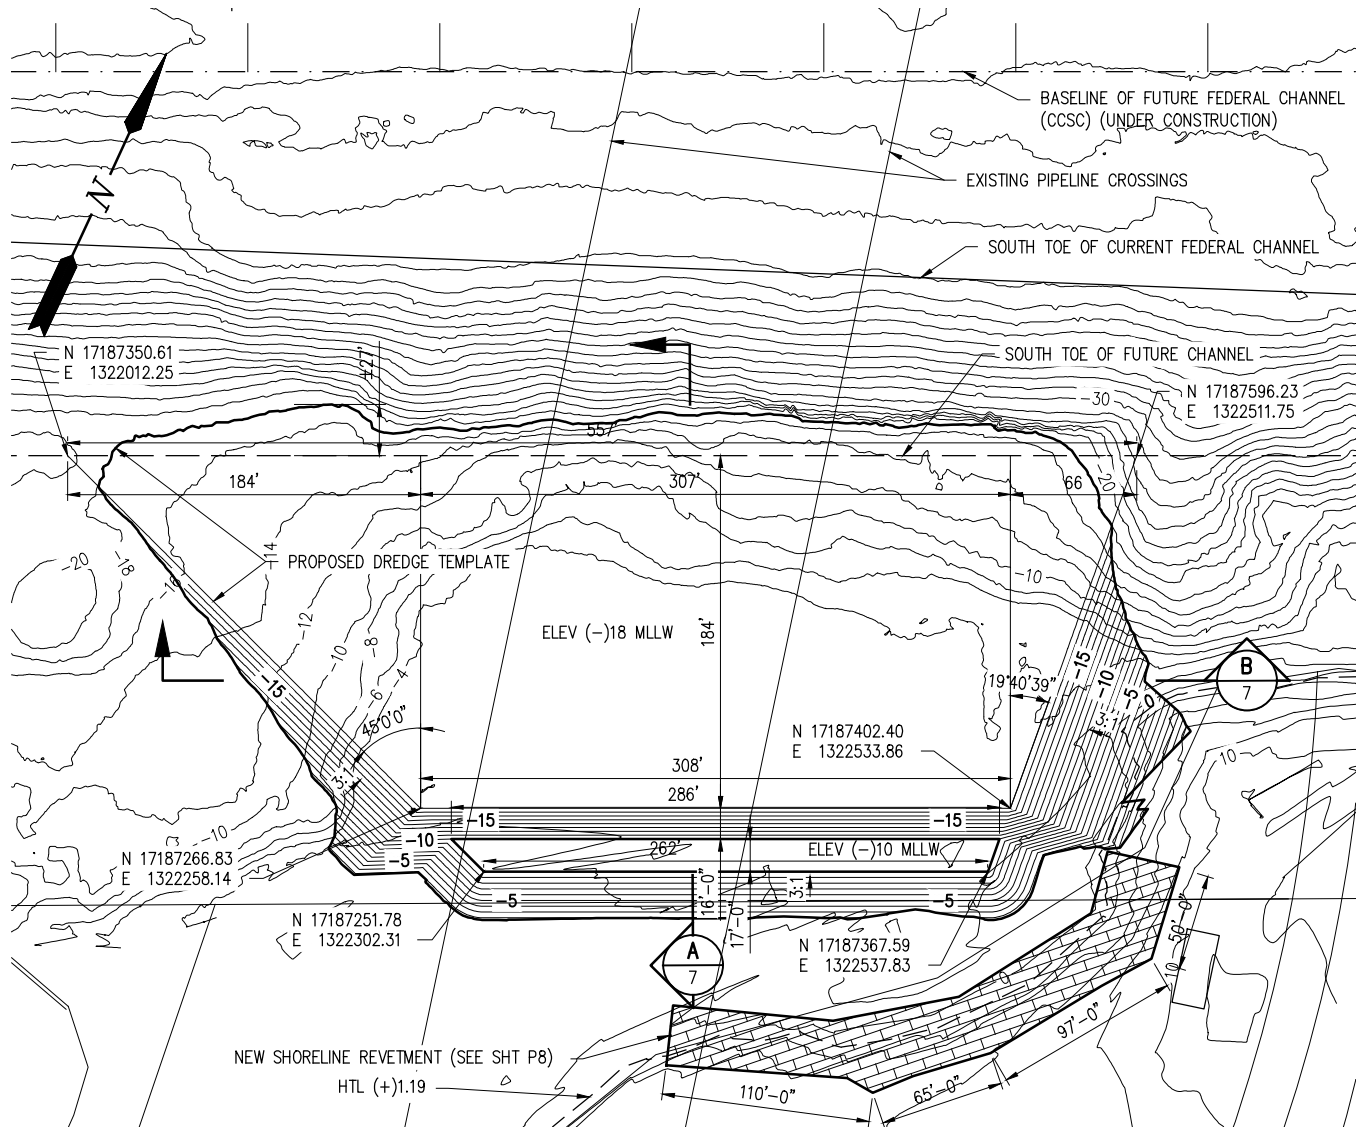 BASELINE OF FUTURE FEDERAL CHANNEL
(CCSC) (UNDER CONSTRUCTION)
EXISTING PIPELINE CROSSINGS
N
SOUTH TOE OF CURRENT FEDERAL CHANNEL
N 17187350.61
E 1322012.25
±27'
SOUTH TOE OF FUTURE CHANNEL
N 17187596.23
E 1322511.75
-30
557'
-20
184'
307'
66
-14
PROPOSED DREDGE TEMPLATE
-20
-18
-16
-12
-10
-8
-6
-4
-10
ELEV (-)18 MLLW
184'
-15
45°0'0"
3:1
19°40'39"
-15
-10
-5
0
3:1
B
7
N 17187402.40
E 1322533.86
10
308'
286'
-15
-15
-10
-5
-10
262'
ELEV (-)10 MLLW
N 17187266.83
E 1322258.14
-5
-5
3:1
16'-0"
17'-0"
N 17187251.78
E 1322302.31
A
7
N 17187367.59
E 1322537.83
0
50'-0"
10
97'-0"
NEW SHORELINE REVETMENT (SEE SHT P8)
HTL (+)1.19
110'-0"
65'-0"